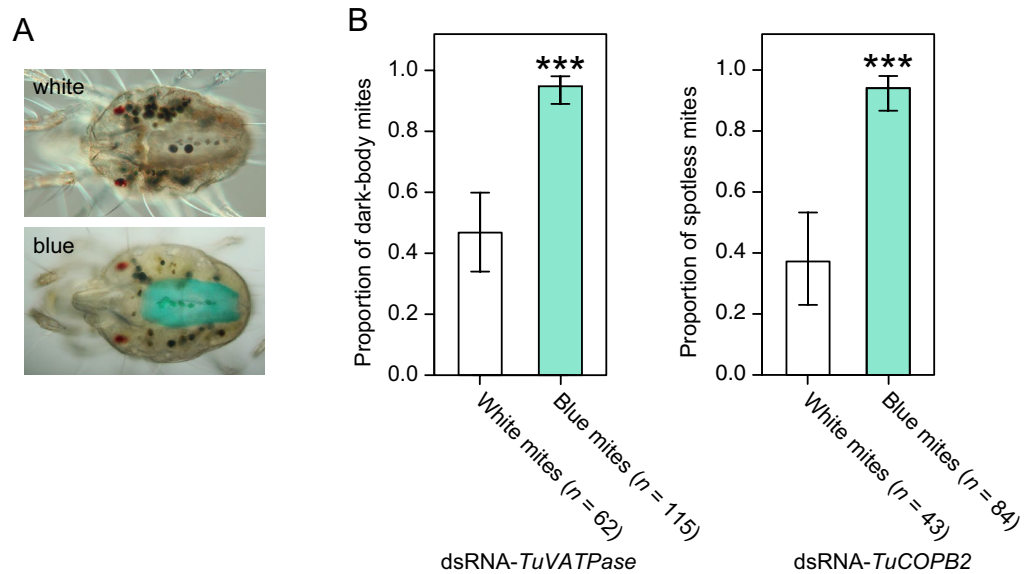 A
white
blue
B
Proportion of dark-body mites
1.0
0.8
0.6
0.4
0.2
0.0
***
White mites (n = 62)
Blue mites (n = 115)
dsRNA-TuVATPase
Proportion of spotless mites
1.0
0.8
0.6
0.4
0.2
0.0
***
White mites (n = 43)
Blue mites (n = 84)
dsRNA-TuCOPB2